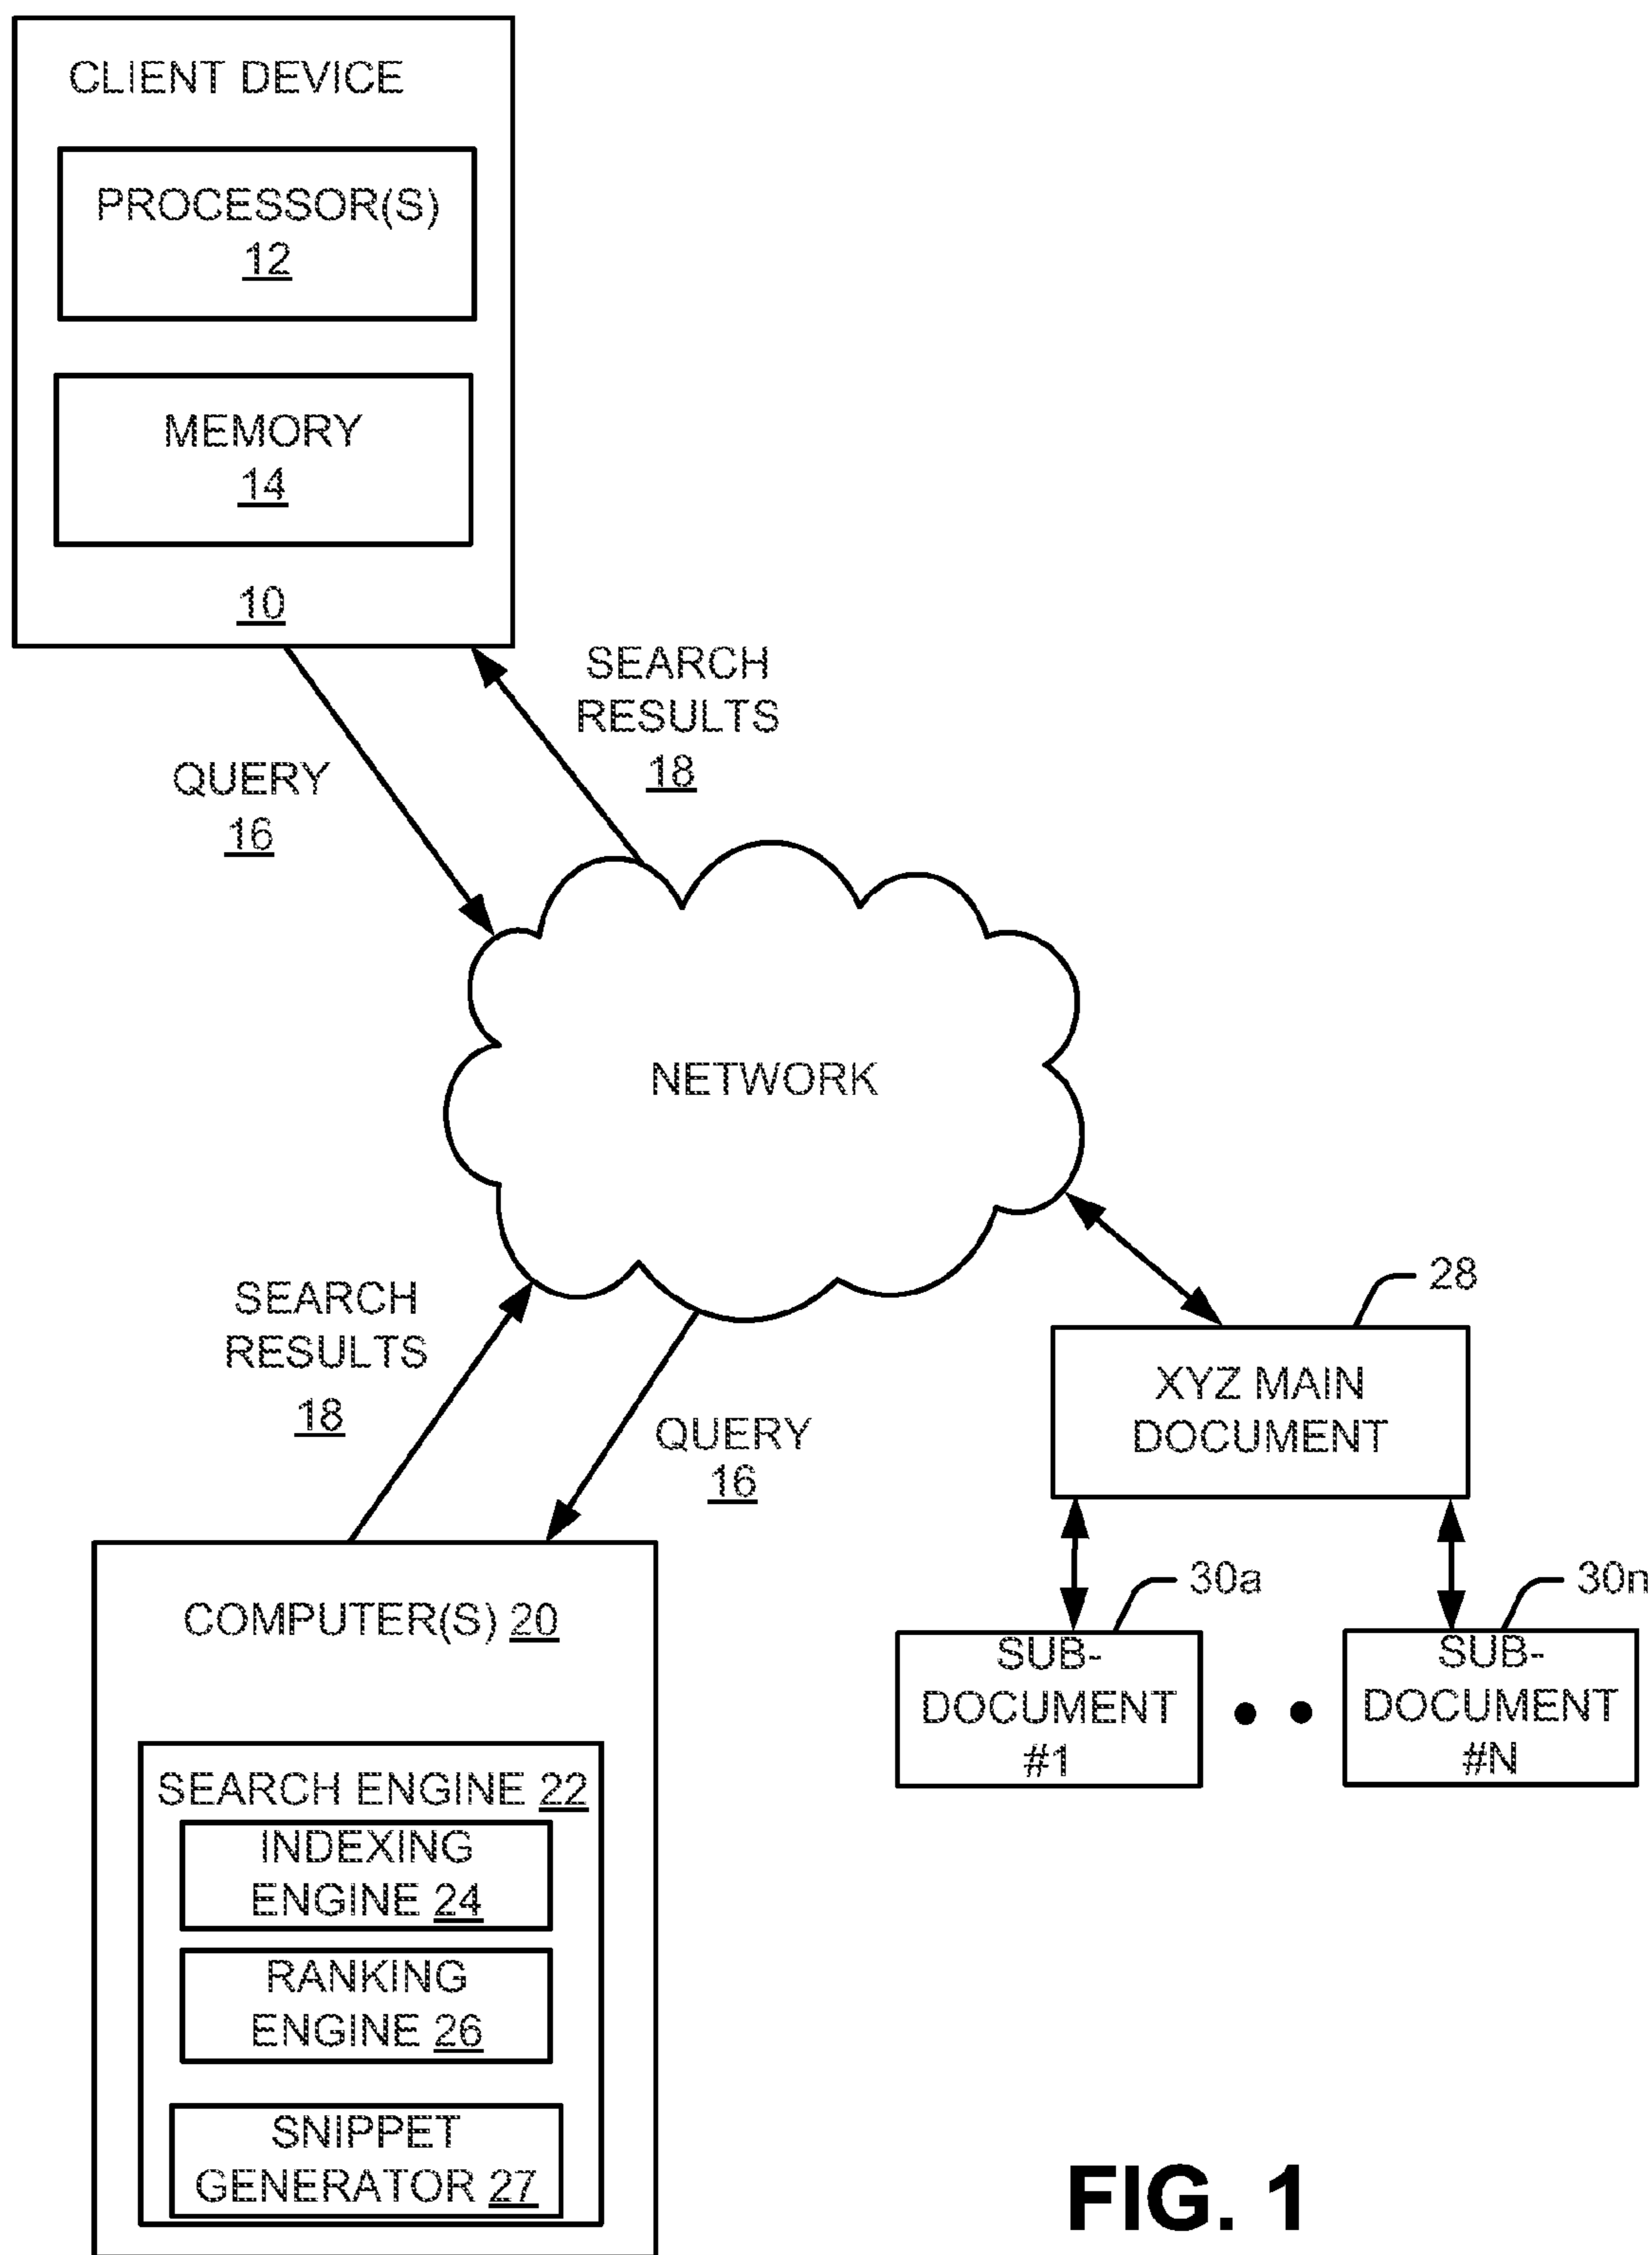 CLIENT DEVICE
PROCESSOR(S)
12
MEMORY
14
10
SEARCH
RESULTS
18
QUERY
16
NETWORK
SEARCH
RESULTS
18
QUERY
16
28
XYZ MAIN
DOCUMENT
30a
30n
SUB-
DOCUMENT
#1
SUB-
DOCUMENT
#N
COMPUTER(S) 20
SEARCH ENGINE 22
INDEXING
ENGINE 24
RANKING
ENGINE 26
SNIPPET
GENERATOR 27
FIG. 1